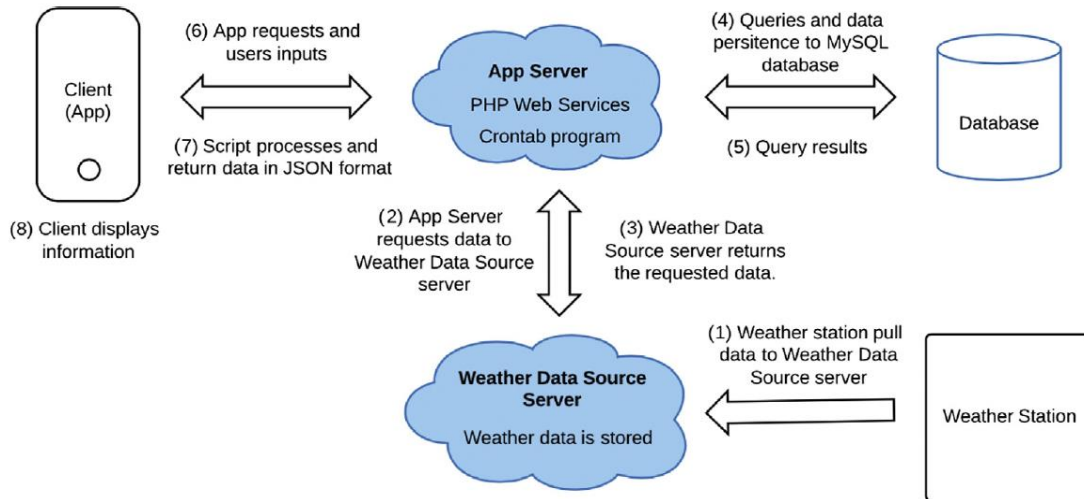 (6) App requests and
users inputs
(4) Queries and data
persitence to MySQL
database
Client
(App)
App Server
PHP Web Services
Crontab program
Database
(7) Script processes and
return data in JSON format
(5) Query results
(8) Client displays
information
(2) App Server
requests data to
Weather Data Source
server
(3) Weather Data
Source server returns
the requested data.
(1) Weather station pull
data to Weather Data
Source server
Weather Data Source
Server
Weather data is stored
Weather Station